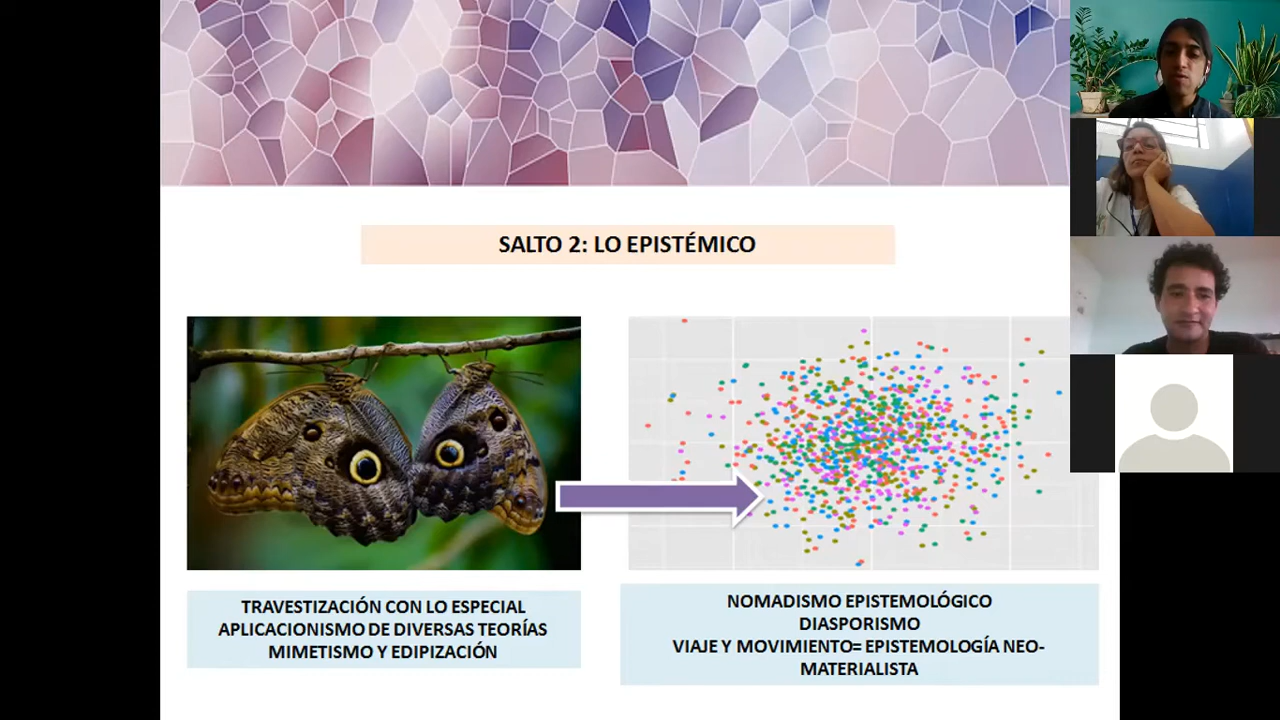 SALTO 2: LO EPISTÉMICO
TRAVESTIZACIÓN CON LO ESPECIAL
APLICACIONISMO DE DIVERSAS TEORÍAS
MIMETISMO Y EDIPIZACIÓN
NOMADISMO EPISTEMOLÓGICO
DIASPORISMO
VIAJE Y MOVIMIENTO= EPISTEMOLOGÍA NEO-
MATERIALISTA